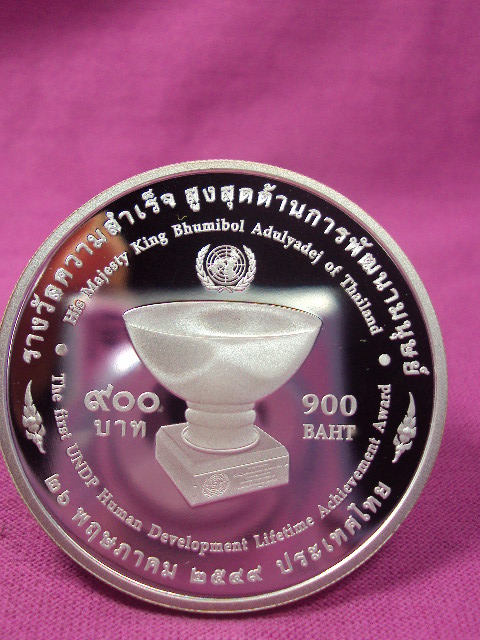 รางวัลความสำเร็จ สูงสุดด้านการพัฒนามนุษย์
His Majesty King Bhumibol Adulyadej of Thailand
๙๐๐
บาท
900
BAHT
The first UNDP Human Development Lifetime Achievement Award
๒๖ พฤษภาคม ๒๕๔๙ ประเทศไทย